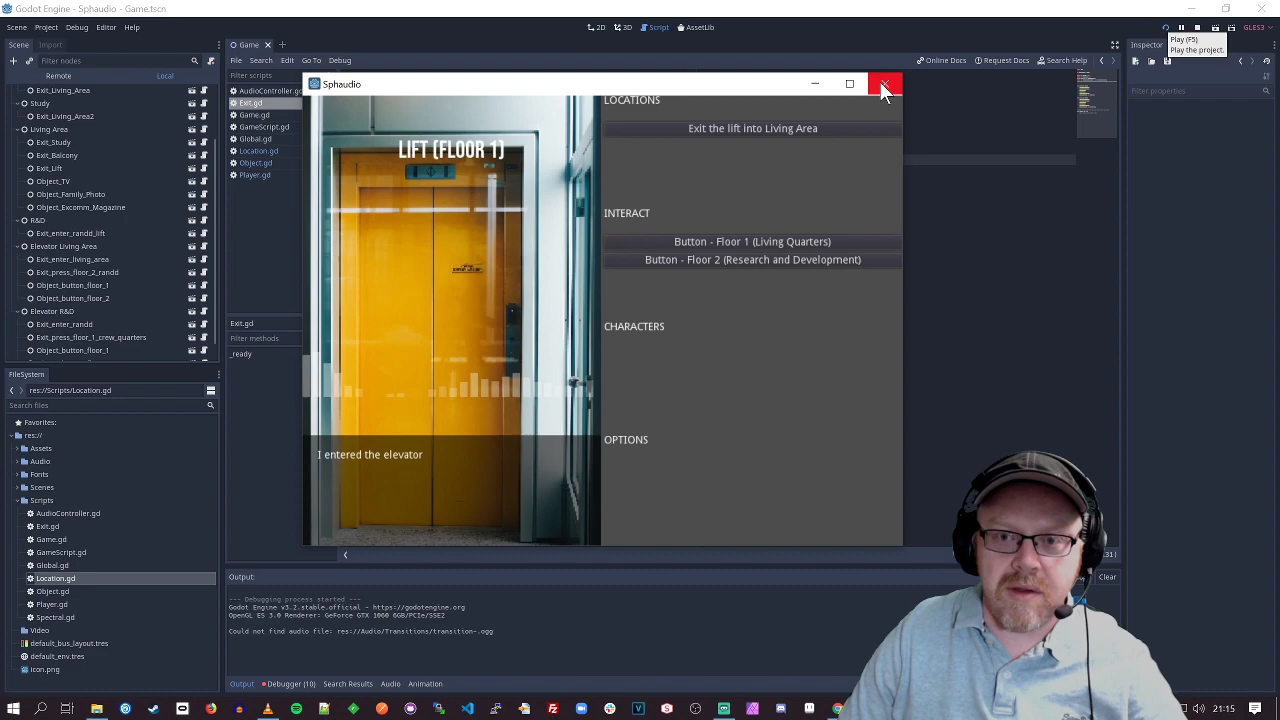 Godot Engine - Sphaudio - Game.tscn
Scene Project Debug Editor Help
2D 3D Script AssetLib
GLES3
Play (F5)
Play the project.
Scene Import
Filter nodes
Remote Local
Exit_Living_Area
Study
Exit_Living_Area2
Living Area
Exit_Study
Exit_Balcony
Exit_Lift
Object_TV
Object_Family_Photo
Object_Excomm_Magazine
R&D
Exit_enter_randd_lift
Elevator Living Area
Exit_enter_living_area
Exit_press_floor_2_randd
Object_button_floor_1
Object_button_floor_2
Elevator R&D
Exit_enter_randd
Exit_press_floor_1_crew_quarters
Object_button_floor_1
FileSystem
res://Scripts/Location.gd
Search files
Favorites:
res://
Assets
Audio
Fonts
Scenes
Scripts
AudioController.gd
Exit.gd
Game.gd
GameScript.gd
Global.gd
Location.gd
Object.gd
Player.gd
Spectral.gd
Video
default_bus_layout.tres
default_env.tres
icon.png
Game
File Search Edit Go To Debug
Online Docs Request Docs Search Help
Filter scripts
AudioController.gd
Exit.gd
Game.gd
GameScript.gd
Global.gd
Location.gd
Object.gd
Player.gd
Exit.gd
Filter methods
_ready
Sphaudio
LIFT (FLOOR 1)
I entered the elevator
LOCATIONS
Exit the lift into Living Area
INTERACT
Button - Floor 1 (Living Quarters)
Button - Floor 2 (Research and Development)
CHARACTERS
OPTIONS
Inspector
Filter properties
Output:
Clear
--- Debugging process started ---
Godot Engine v3.2.stable.official - https://godotengine.org
OpenGL ES 3.0 Renderer: GeForce GTX 1060 6GB/PCIe/SSE2
Could not find audio file: res://Audio/Transitions/transition-.ogg
Output Debugger (10) Search Results Audio Animation
21:15